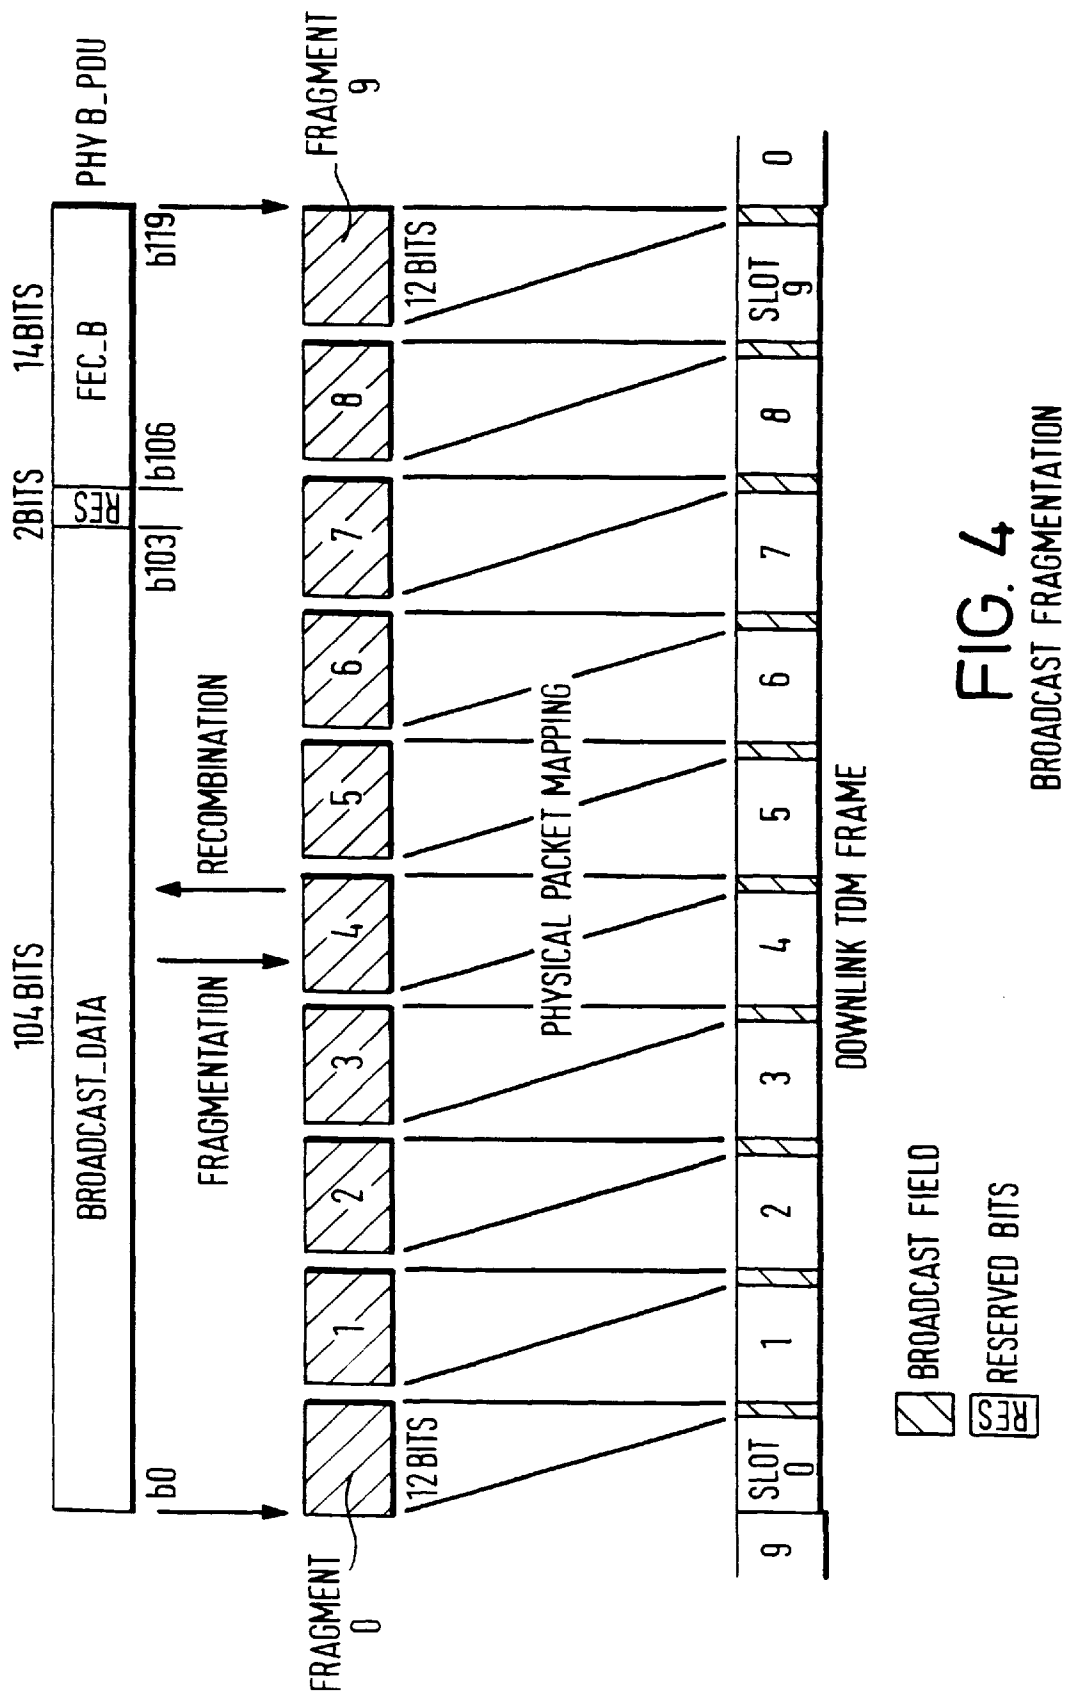 104 BITS
2BITS
14BITS
BROADCAST_DATA
RES
FEC_B
PHY B_PDU
b0
b103
b106
b119
FRAGMENTATION
RECOMBINATION
FRAGMENT
0
1
2
3
4
5
6
7
8
FRAGMENT
9
12 BITS
12 BITS
PHYSICAL PACKET MAPPING
9
SLOT
0
1
2
3
4
5
6
7
8
SLOT
9
0
DOWNLINK TDM FRAME
BROADCAST FIELD
RES
RESERVED BITS
FIG. 4
BROADCAST FRAGMENTATION